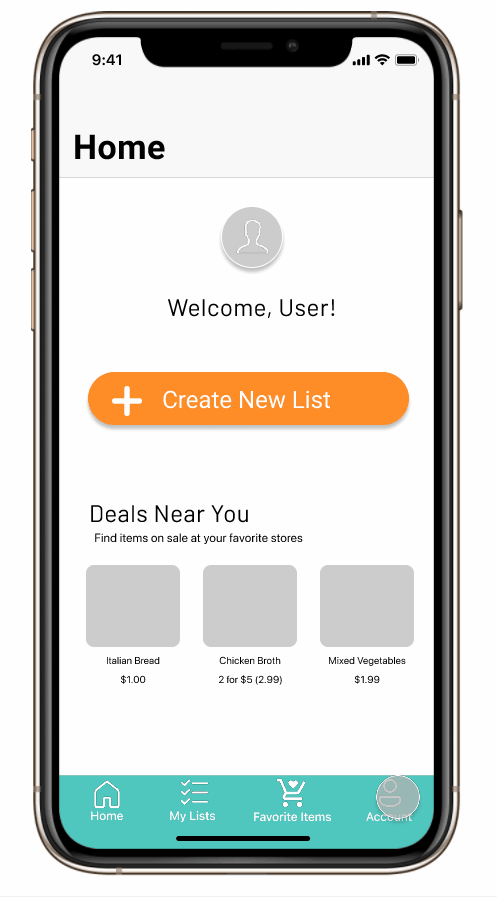 9:41
Home
Welcome, User!
Create New List
Deals Near You
Find items on sale at your favorite stores
Italian Bread
Chicken Broth
Mixed Vegetables
$1.00
2 for $5 (2.99)
$1.99
Home
My Lists
Favorite Items
Account